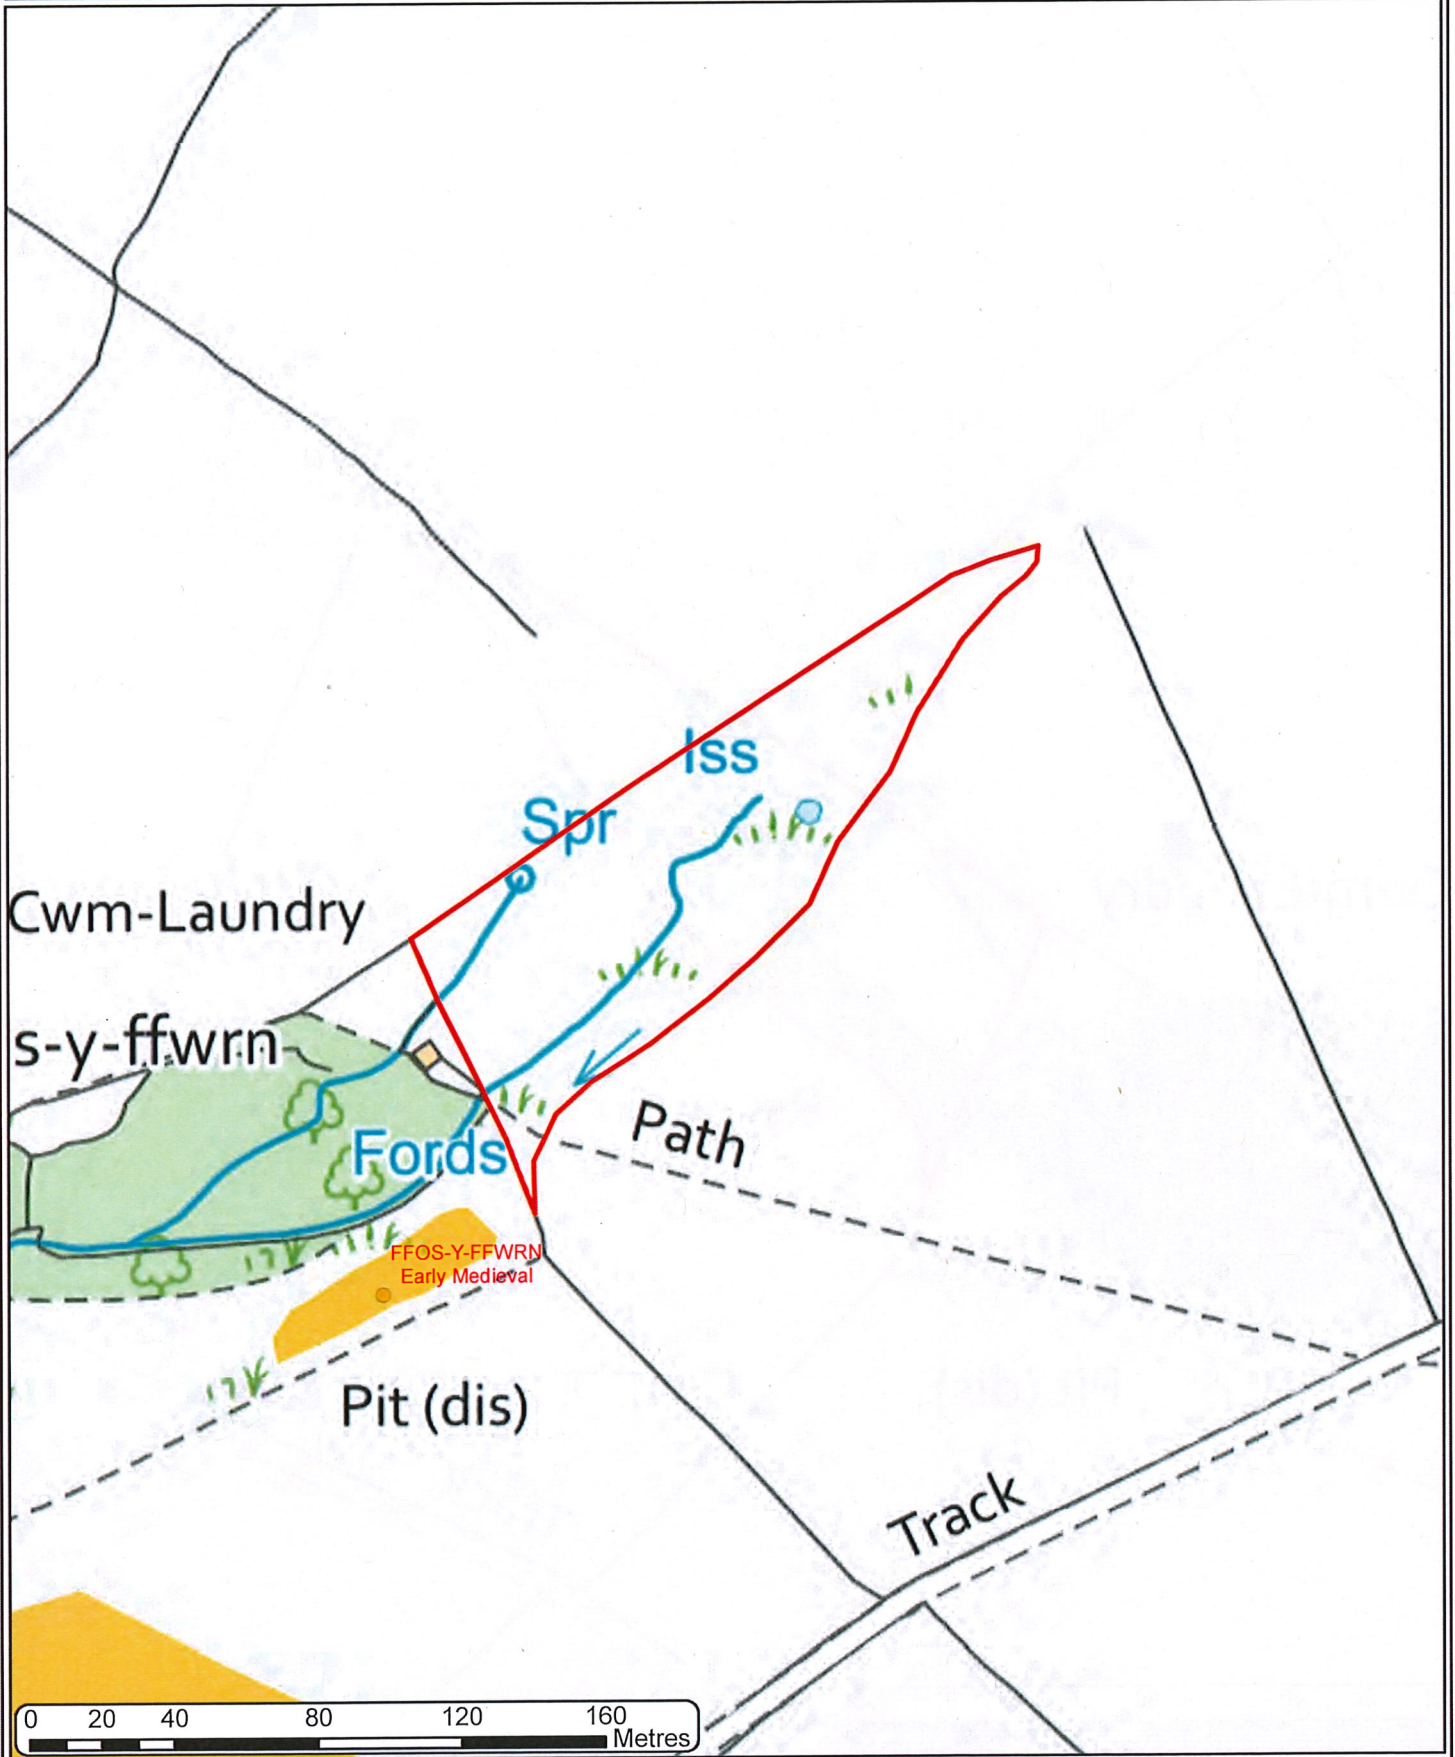 Iss
Spr
Cwm-Laundry
s-y-ffwrn
Path
Fords
FFOS-Y-FFWRN
Early Medieval
Pit (dis)
Track
0 20 40 80 120 160
Metres